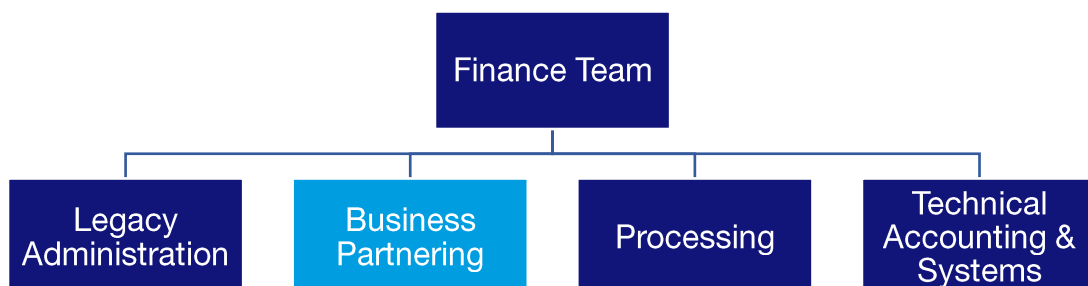 Finance Team
Legacy
Administration
Business
Partnering
Processing
Technical
Accounting &
Systems